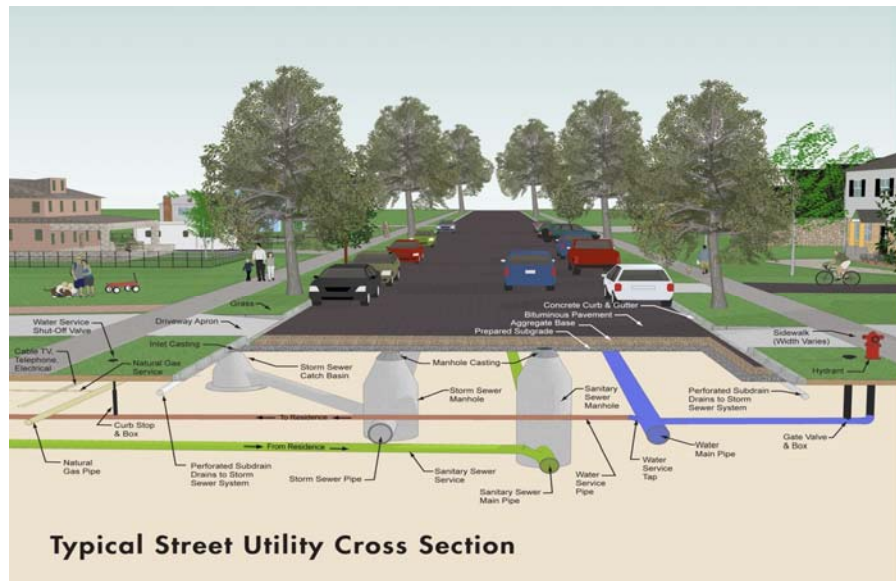 Grass
Driveway Apron
Water Service
Shut-Off Valve
Inlet Casting
Cable TV,
Telephone,
Electrical
Natural Gas
Service
Storm Sewer
Catch Basin
Manhole Casting
Storm Sewer
Manhole
Sanitary
Sewer
Manhole
Concrete Curb & Gutter
Bituminous Pavement
Aggregate Base
Prepared Subgrade
Sidewalk
(Width Varies)
Hydrant
Perforated Subdrain
Drains to Storm
Sewer System
To Residence
Curb Stop
& Box
From Residence
Natural
Gas Pipe
Perforated Subdrain
Drains to Storm
Sewer System
Storm Sewer Pipe
Sanitary Sewer
Service
Sanitary Sewer
Main Pipe
Water
Service
Pipe
Water
Service
Tap
Water
Main Pipe
Gate Valve
& Box
Typical Street Utility Cross Section